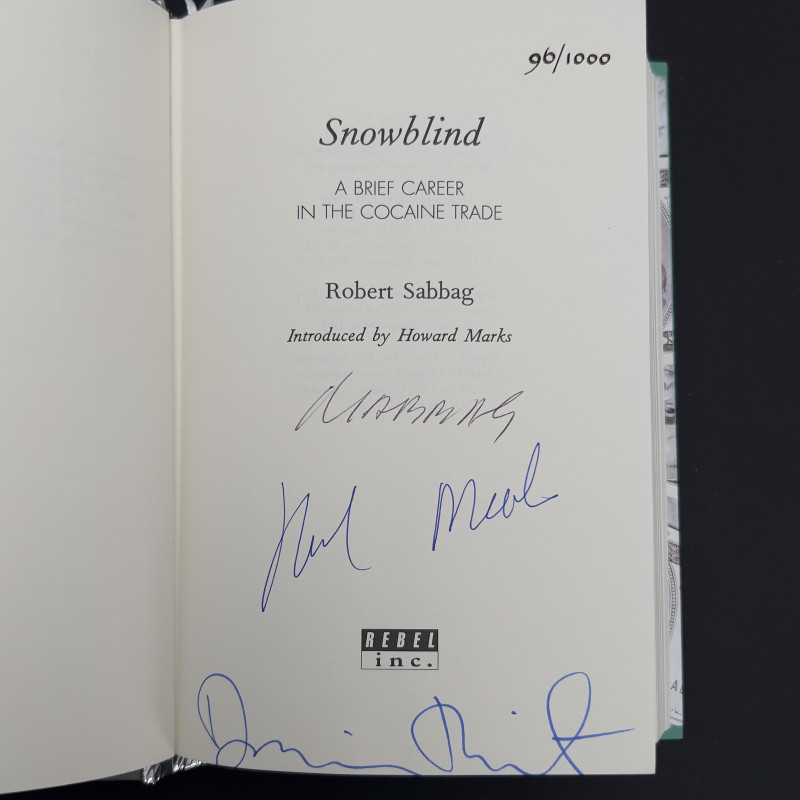 96/1000
Snowblind
A BRIEF CAREER
IN THE COCAINE TRADE
Robert Sabbag
Introduced by Howard Marks
REBEL
inc.